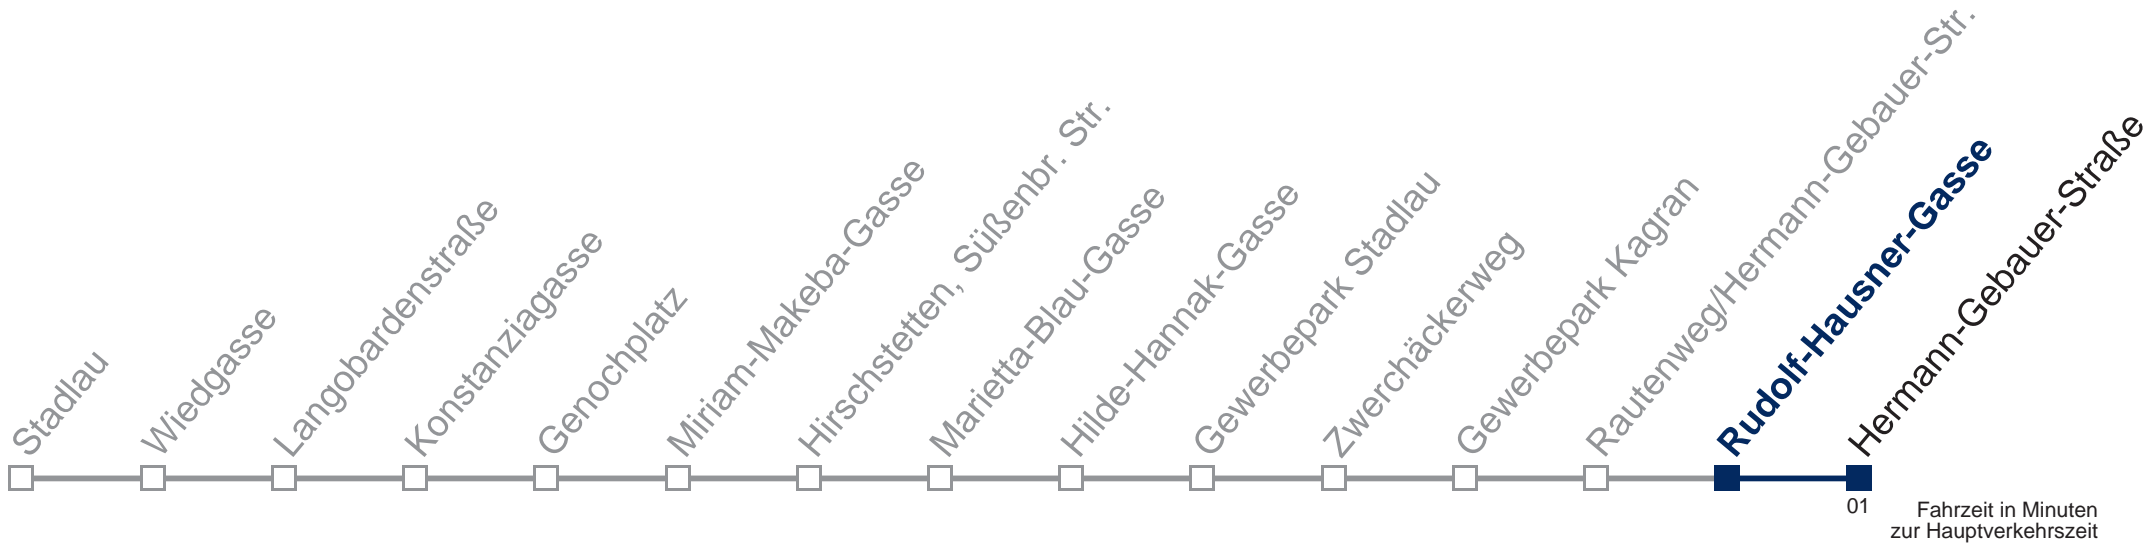 Stadlau
Wiedgasse
Langobardenstraße
Konstanziagasse
Genochplatz
Miriam-Makeba-Gasse
Hirschstetten, Süßenbr. Str.
Marietta-Blau-Gasse
Hilde-Hannak-Gasse
Gewerbepark Stadlau
Zwerchäckerweg
Gewerbepark Kagran
Rautenweg/Hermann-Gebauer-Str.
Rudolf-Hausner-Gasse
Hermann-Gebauer-Straße
01
Fahrzeit in Minuten
zur Hauptverkehrszeit